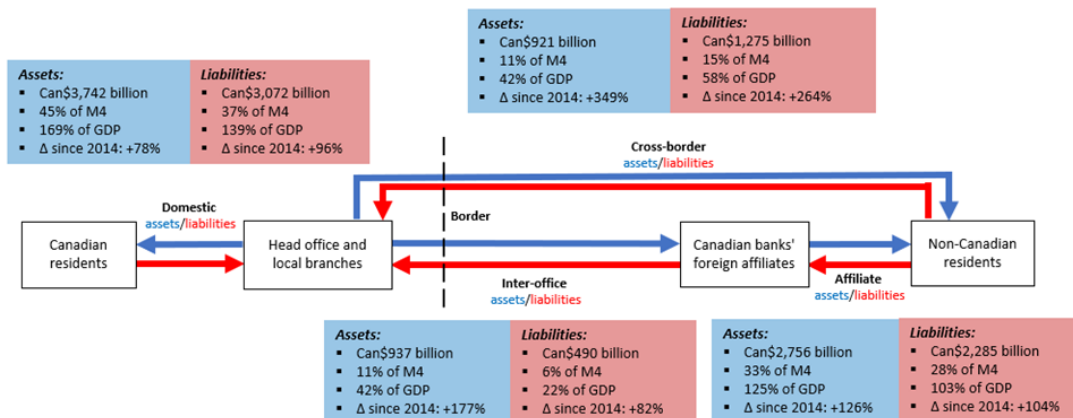 Assets:
▪ Can$921 billion
▪ 11% of M4
▪ 42% of GDP
▪ Δ since 2014: +349%
Liabilities:
▪ Can$1,275 billion
▪ 15% of M4
▪ 58% of GDP
▪ Δ since 2014: +264%
Assets:
▪ Can$3,742 billion
▪ 45% of M4
▪ 169% of GDP
▪ Δ since 2014: +78%
Liabilities:
▪ Can$3,072 billion
▪ 37% of M4
▪ 139% of GDP
▪ Δ since 2014: +96%
Cross-border
assets/liabilities
Domestic
assets/liabilities
Border
Canadian
residents
Head office and
local branches
Canadian banks'
foreign affiliates
Non-Canadian
residents
Inter-office
assets/liabilities
Affiliate
assets/liabilities
Assets:
▪ Can$937 billion
▪ 11% of M4
▪ 42% of GDP
▪ Δ since 2014: +177%
Liabilities:
▪ Can$490 billion
▪ 6% of M4
▪ 22% of GDP
▪ Δ since 2014: +82%
Assets:
▪ Can$2,756 billion
▪ 33% of M4
▪ 125% of GDP
▪ Δ since 2014: +126%
Liabilities:
▪ Can$2,285 billion
▪ 28% of M4
▪ 103% of GDP
▪ Δ since 2014: +104%